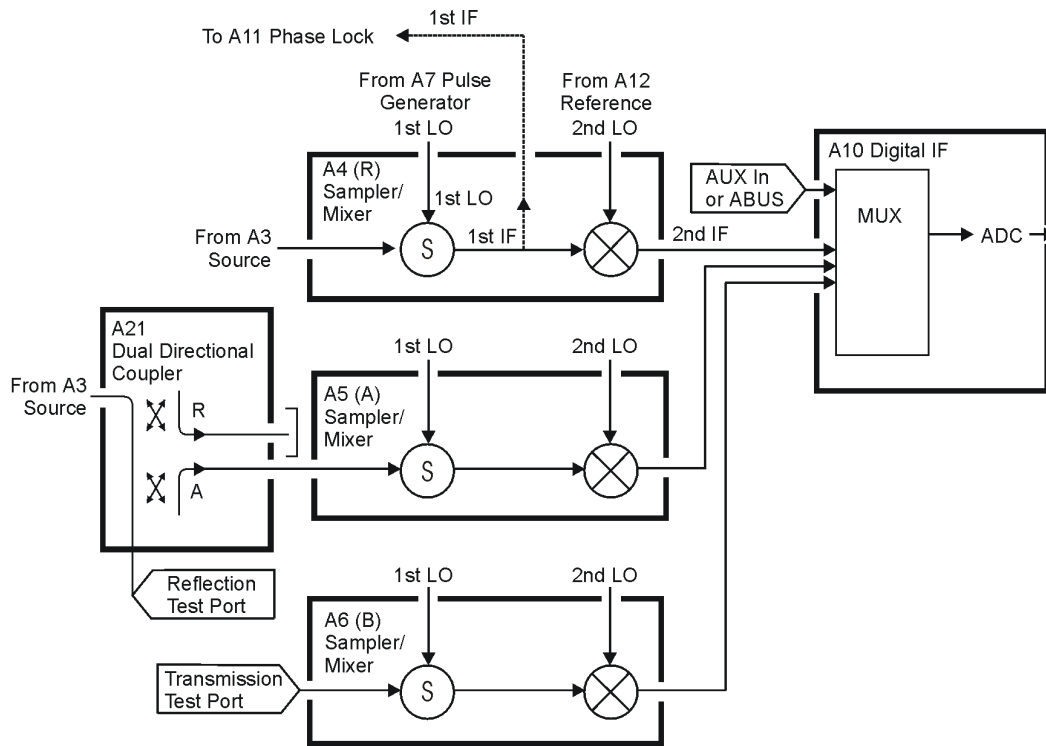 1st IF
To A11 Phase Lock
From A7 Pulse
Generator
1st LO
From A12
Reference
2nd LO
A4 (R)
Sampler/
Mixer
1st LO
From A3
Source
S
1st IF
2nd IF
AUX In
or ABUS
A10 Digital IF
MUX
ADC
A21
Dual Directional
Coupler
From A3
Source
R
A
1st LO
2nd LO
A5 (A)
Sampler/
Mixer
S
Reflection
Test Port
1st LO
2nd LO
A6 (B)
Sampler/
Mixer
S
Transmission
Test Port